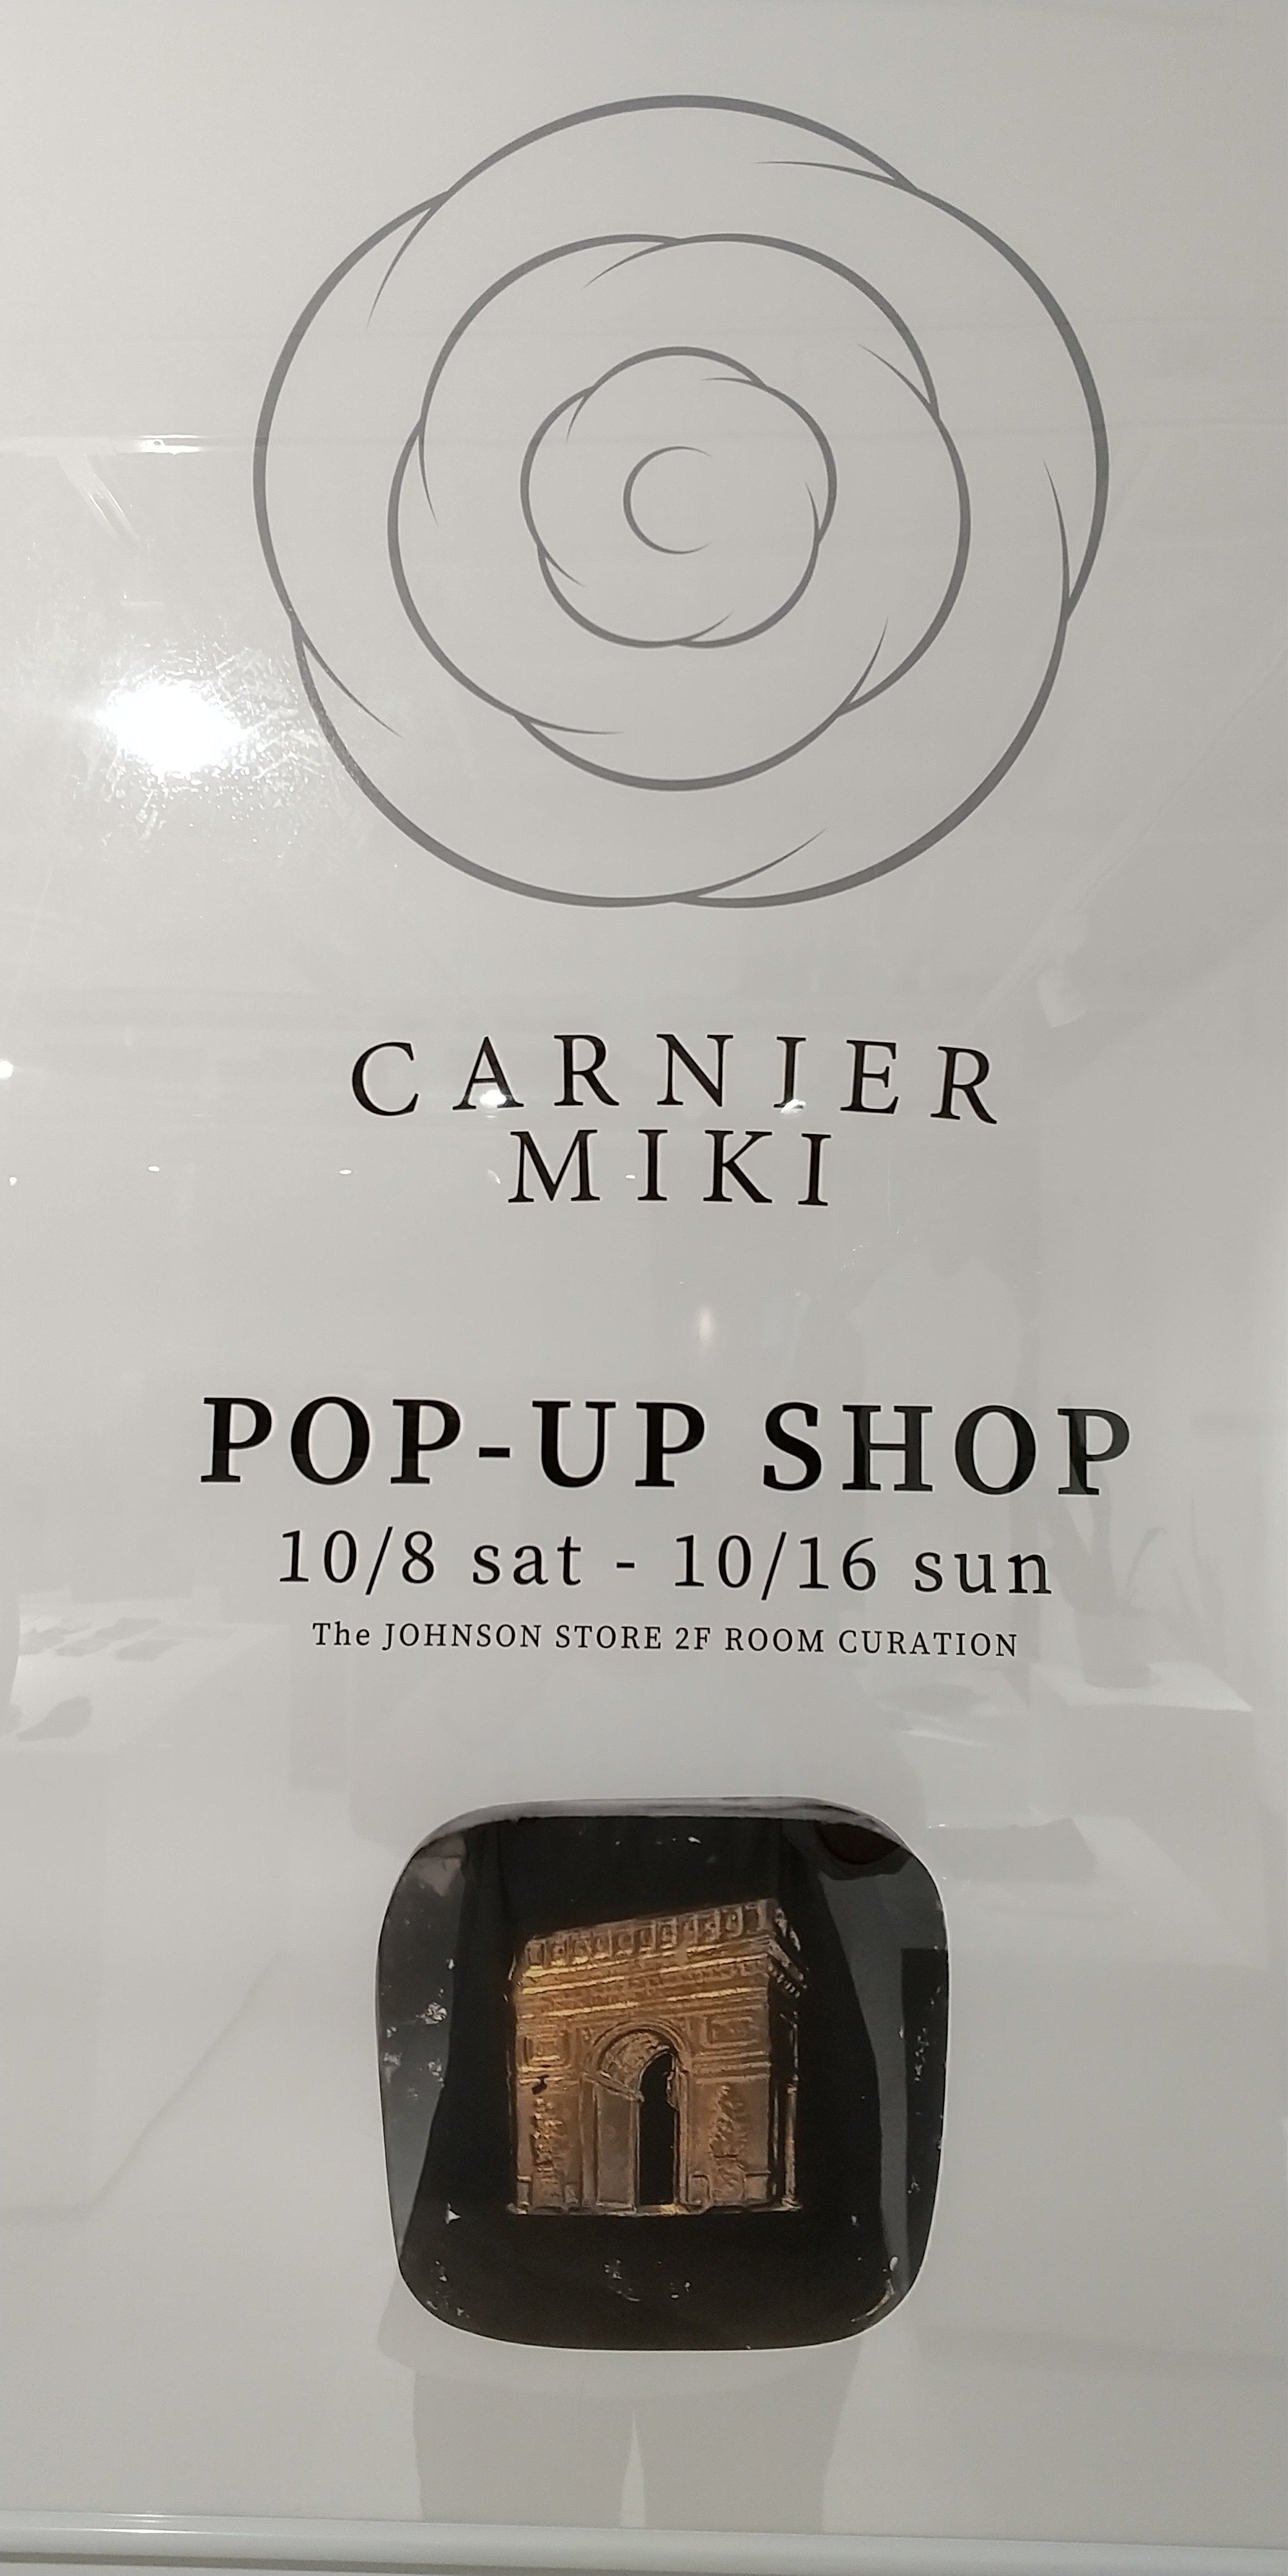 CARNIER
MIKI
POP-UP SHOP
10/8 sat - 10/16 sun
The JOHNSON STORE 2F ROOM CURATION